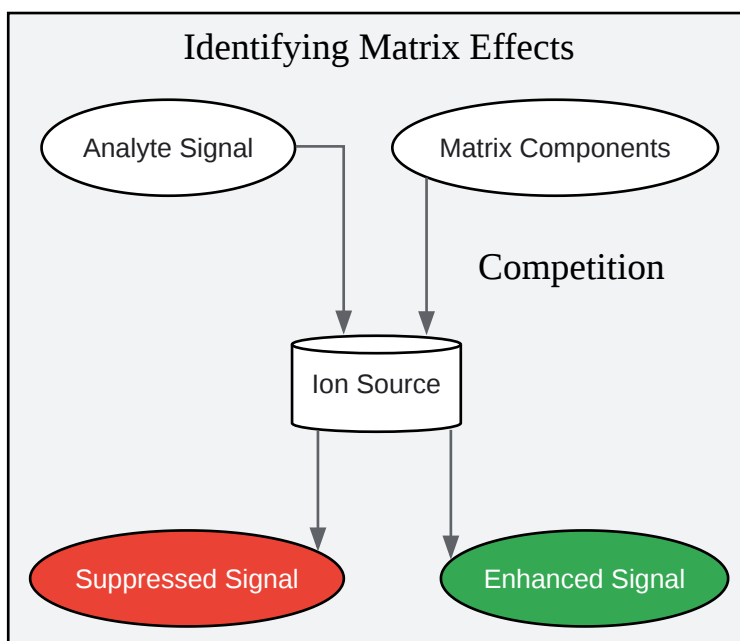 Identifying Matrix Effects
Analyte Signal
Matrix Components
Competition
Ion Source
Suppressed Signal
Enhanced Signal